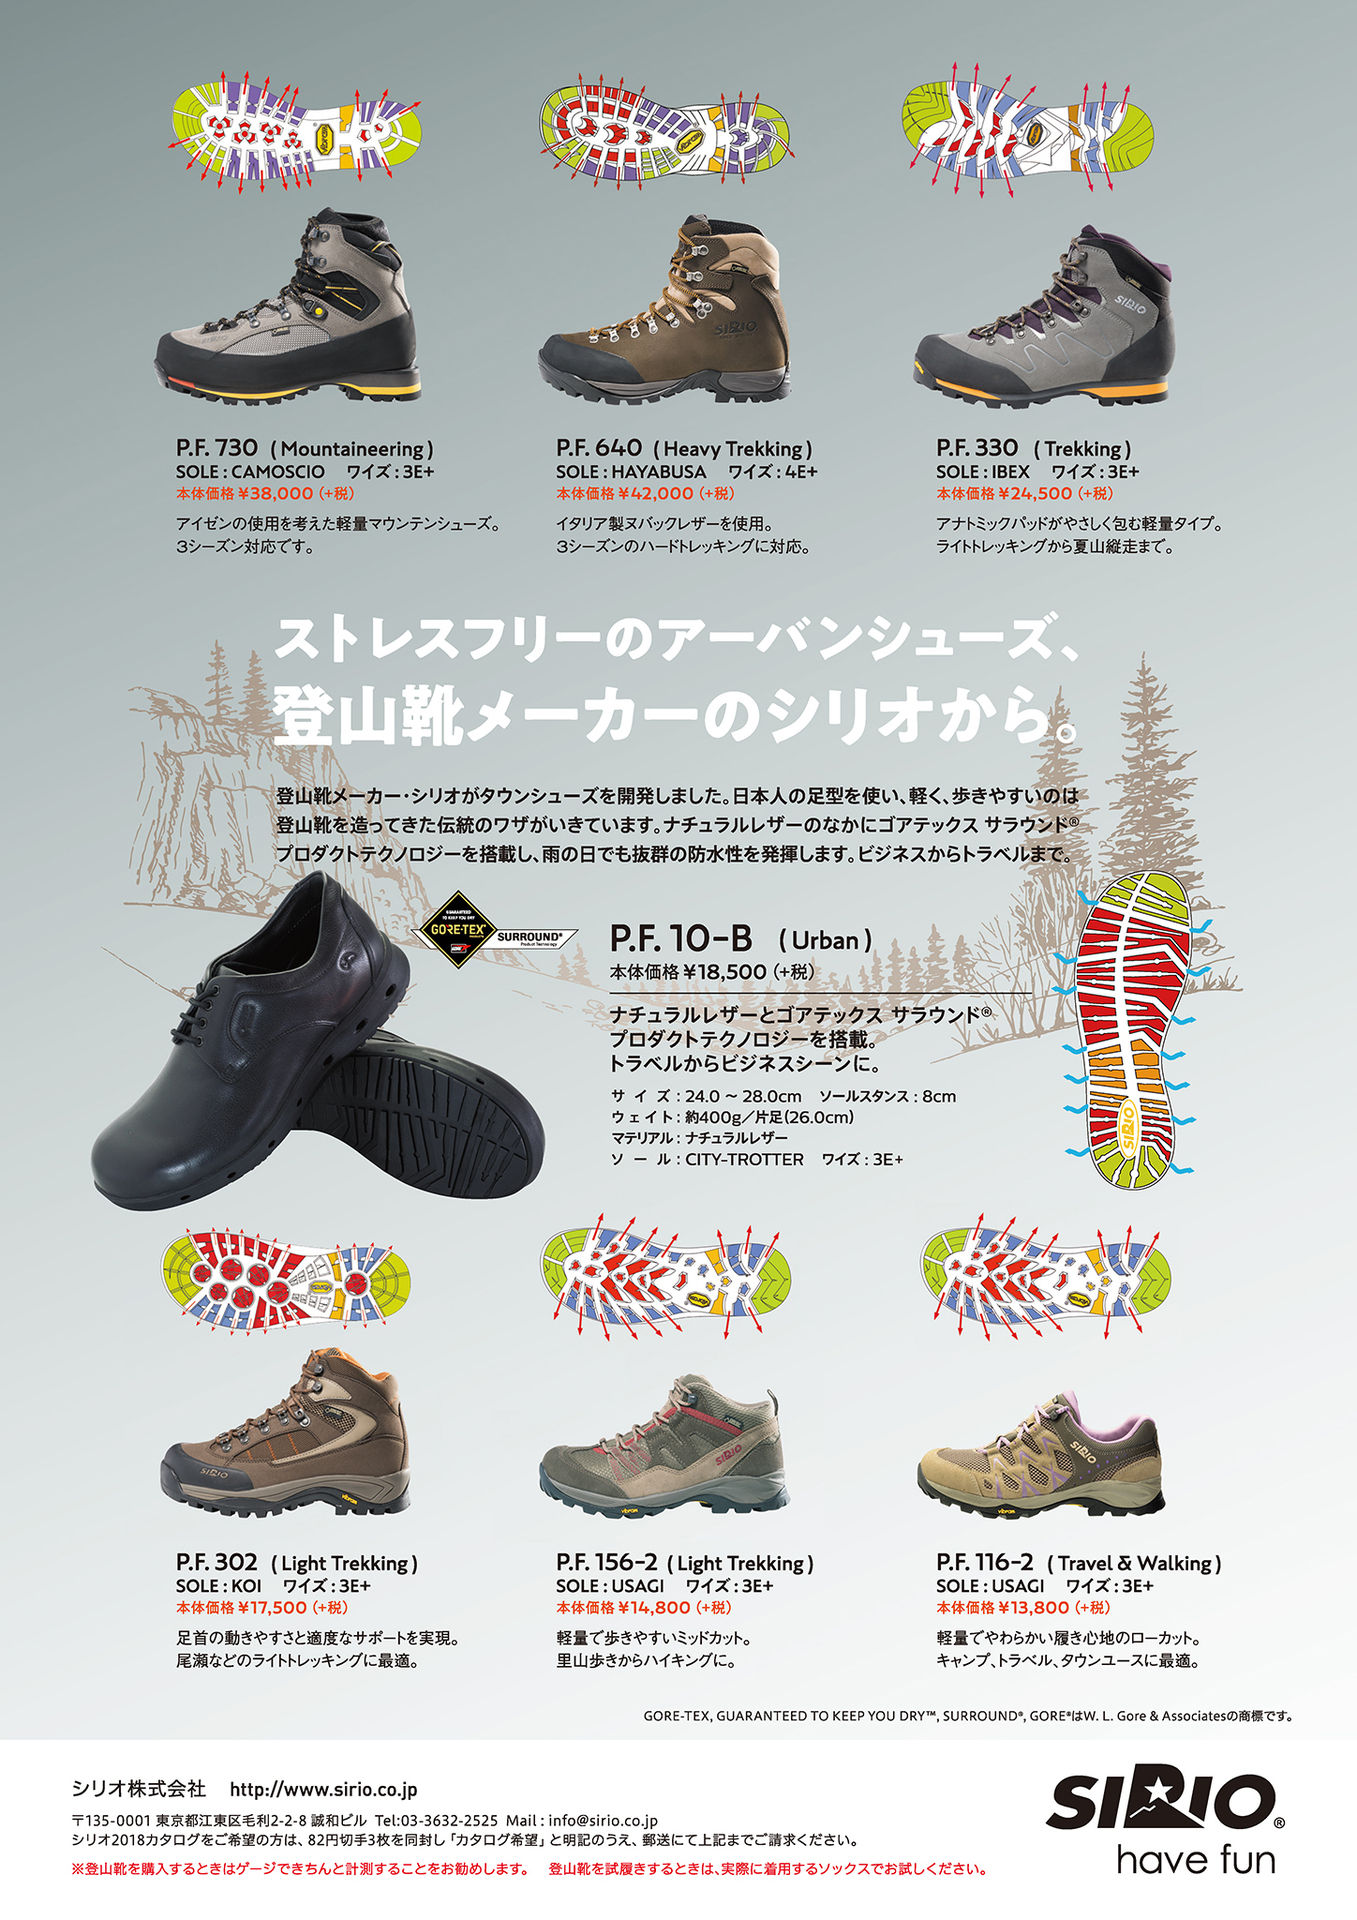 P.F. 730 ( Mountaineering )
SOLE : CAMOSCIO ワイズ : 3E+
本体価格 ¥38,000 (+税)
アイゼンの使用を考えた軽量マウンテンシューズ。
3シーズン対応です。
P.F. 640 ( Heavy Trekking )
SOLE : HAYABUSA ワイズ : 4E+
本体価格 ¥42,000 (+税)
イタリア製ヌバックレザーを使用。
3シーズンのハードトレッキングに対応。
P.F. 330 ( Trekking )
SOLE : IBEX ワイズ : 3E+
本体価格 ¥24,500 (+税)
アナトミックパッドがやさしく包む軽量タイプ。
ライトトレッキングから夏山縦走まで。
ストレスフリーのアーバンシューズ、
登山靴メーカーのシリオから。
登山靴メーカー・シリオがタウンシューズを開発しました。日本人の足型を使い、軽く、歩きやすいのは
登山靴を造ってきた伝統のワザがいきています。ナチュラルレザーのなかにゴアテックス サラウンド®
プロダクトテクノロジーを搭載し、雨の日でも抜群の防水性を発揮します。ビジネスからトラベルまで。
GUARANTEED
TO KEEP YOU DRY
GORE-TEX®
PRODUCTS
SURROUND®
Product Technology
P.F. 10-B ( Urban )
本体価格 ¥18,500 (+税)
ナチュラルレザーとゴアテックス サラウンド®
プロダクトテクノロジーを搭載。
トラベルからビジネスシーンに。
サ イ ズ : 24.0 ~ 28.0cm ソールスタンス : 8cm
ウェイト : 約400g/片足(26.0cm)
マテリアル : ナチュラルレザー
ソ ー ル : CITY-TROTTER ワイズ : 3E+
SIRIO
P.F. 302 ( Light Trekking )
SOLE : KOI ワイズ : 3E+
本体価格 ¥17,500 (+税)
足首の動きやすさと適度なサポートを実現。
尾瀬などのライトトレッキングに最適。
P.F. 156-2 ( Light Trekking )
SOLE : USAGI ワイズ : 3E+
本体価格 ¥14,800 (+税)
軽量で歩きやすいミッドカット。
里山歩きからハイキングに。
P.F. 116-2 ( Travel & Walking )
SOLE : USAGI ワイズ : 3E+
本体価格 ¥13,800 (+税)
軽量でやわらかい履き心地のローカット。
キャンプ、トラベル、タウンユースに最適。
GORE-TEX, GUARANTEED TO KEEP YOU DRY™, SURROUND®, GORE®はW. L. Gore & Associatesの商標です。
シリオ株式会社 http://www.sirio.co.jp
〒135-0001 東京都江東区毛利2-2-8 誠和ビル Tel:03-3632-2525 Mail : info@sirio.co.jp
シリオ2018カタログをご希望の方は、82円切手3枚を同封し「カタログ希望」と明記のうえ、郵送にて上記までご請求ください。
※登山靴を購入するときはゲージできちんと計測することをお勧めします。 登山靴を試履きするときは、実際に着用するソックスでお試しください。
SIRIO®
have fun